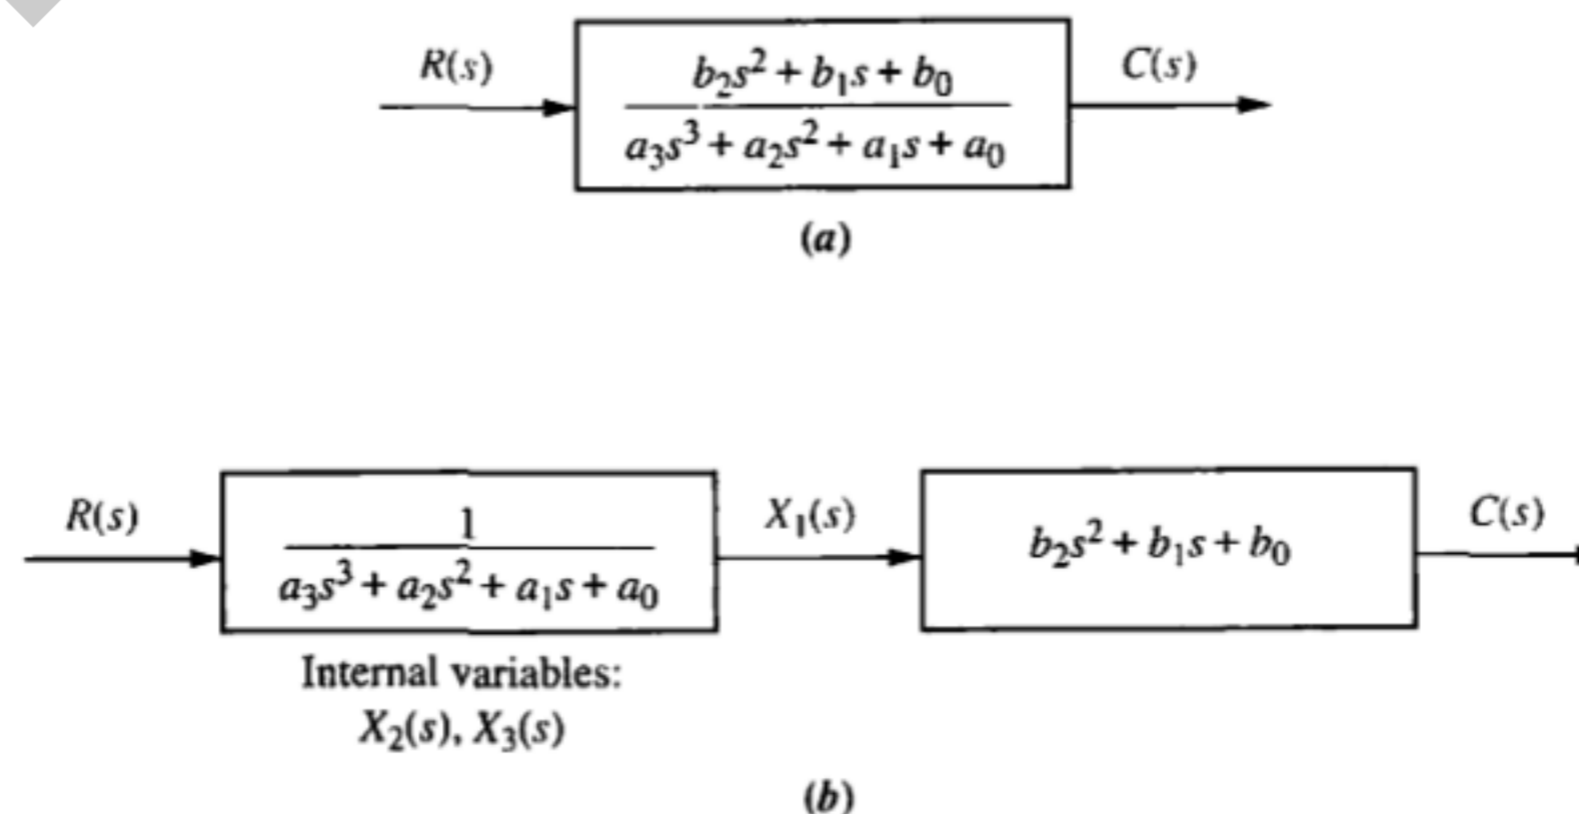 R(s)
b₂s² + b₁s + b₀
C(s)
a₃s³ + a₂s² + a₁s + a₀
(a)
R(s)
1
a₃s³ + a₂s² + a₁s + a₀
X₁(s)
b₂s² + b₁s + b₀
C(s)
Internal variables:
X₂(s), X₃(s)
(b)